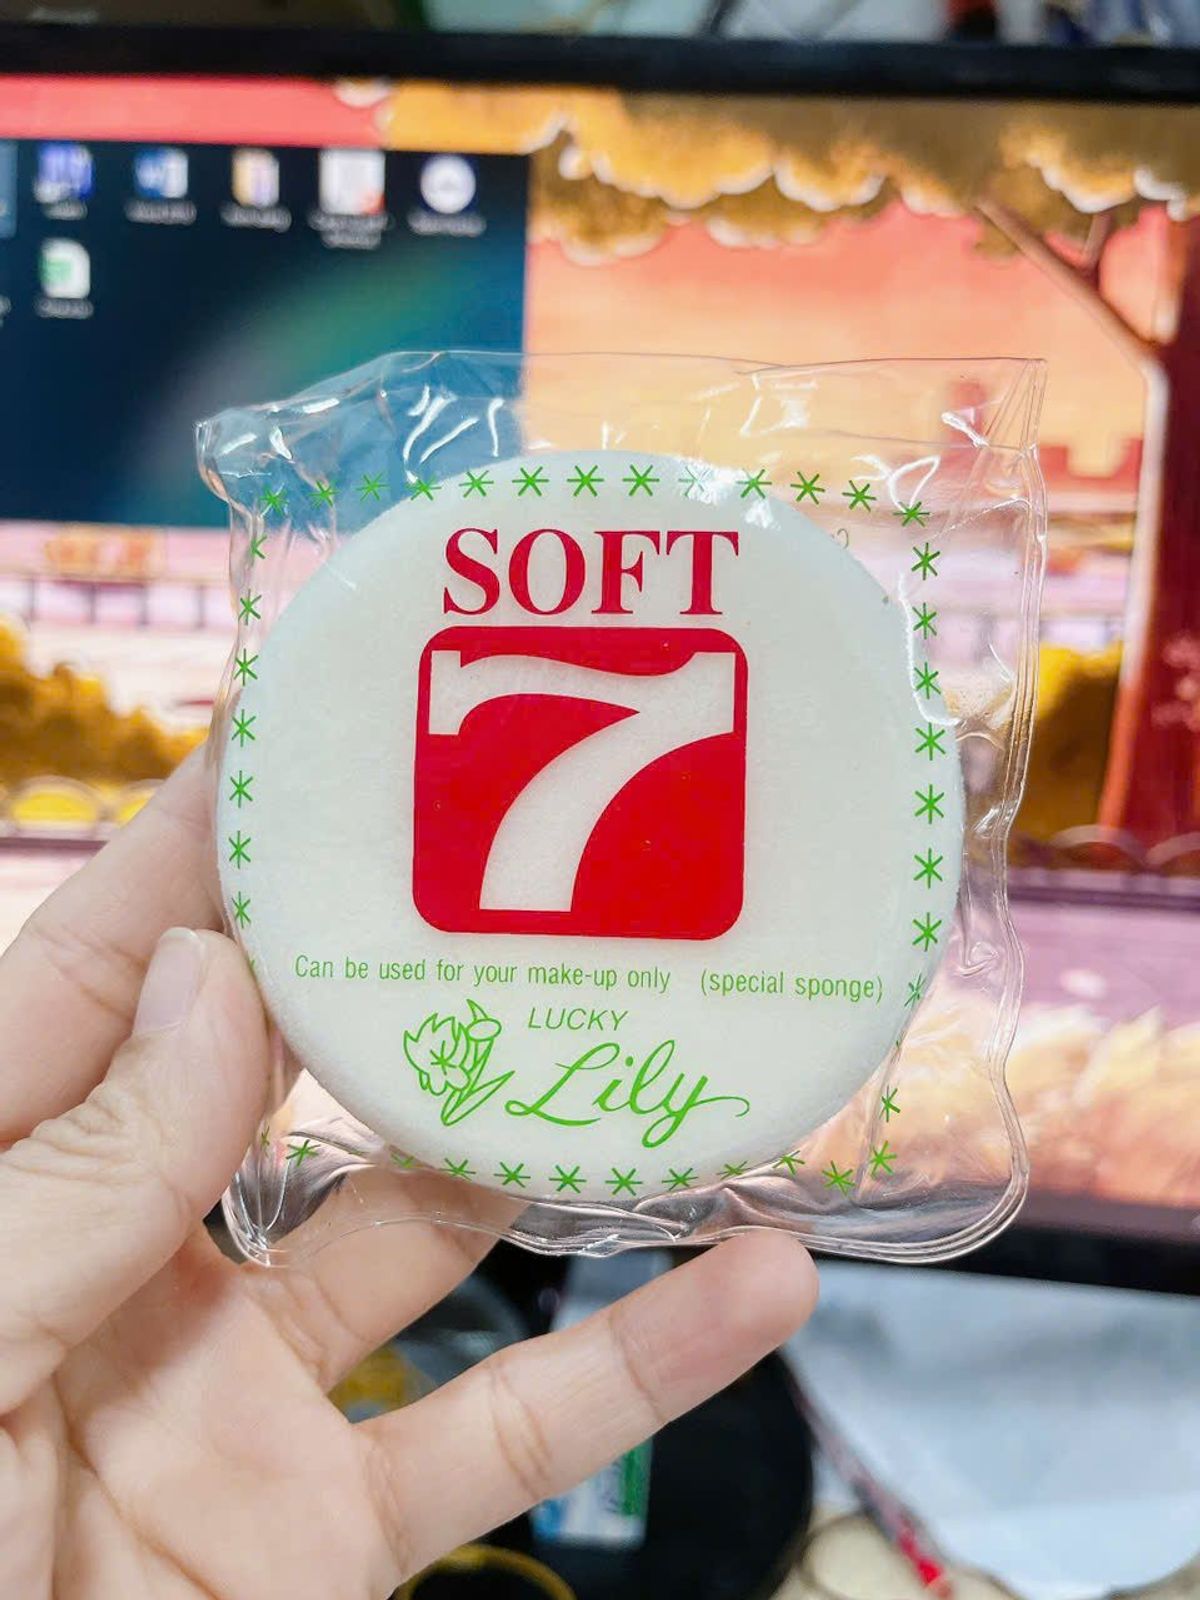 SOFT
7
Can be used for your make-up only (special sponge)
LUCKY
Lily